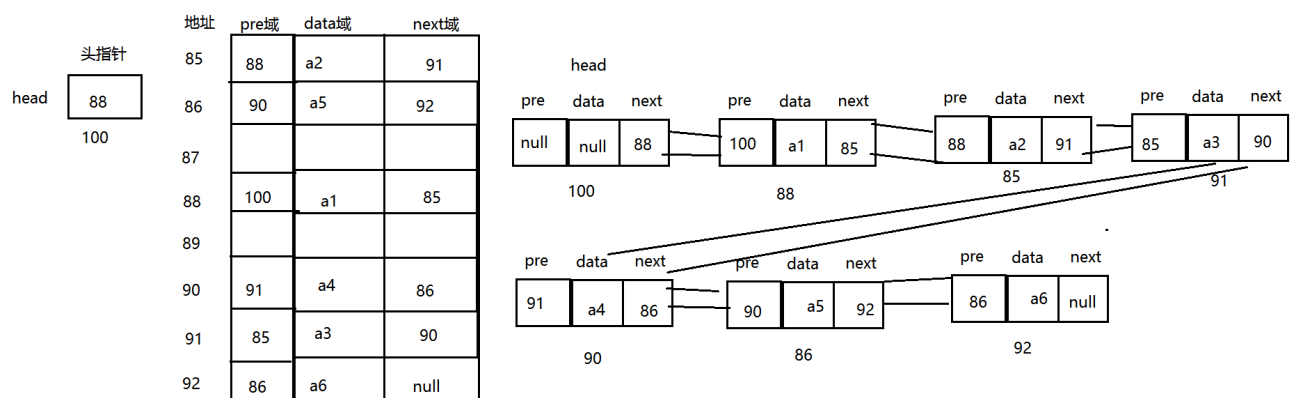 头指针
head 88
100
地址 pre域 data域 next域
85 88 a2 91
86 90 a5 92
87
88 100 a1 85
89
90 91 a4 86
91 85 a3 90
92 86 a6 null
head
pre data next pre data next pre data next pre data next
null null 88 100 a1 85 88 a2 91 85 a3 90
100 88 85 91
pre data next pre data next pre data next
91 a4 86 90 a5 92 86 a6 null
90 86 92